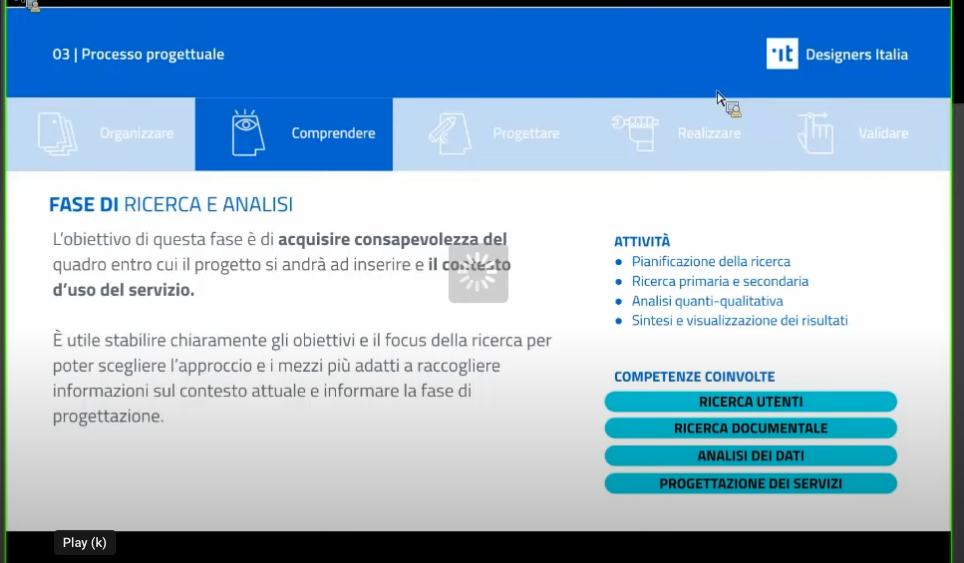 03 | Processo progettuale
·it Designers Italia
Organizzare
Comprendere
Progettare
Realizzare
Validare
FASE DI RICERCA E ANALISI
L'obiettivo di questa fase è di acquisire consapevolezza del
quadro entro cui il progetto si andrà ad inserire e il contesto
d'uso del servizio.
È utile stabilire chiaramente gli obiettivi e il focus della ricerca per
poter scegliere l'approccio e i mezzi più adatti a raccogliere
informazioni sul contesto attuale e informare la fase di
progettazione.
ATTIVITÀ
● Pianificazione della ricerca
● Ricerca primaria e secondaria
● Analisi quanti-qualitativa
● Sintesi e visualizzazione dei risultati
COMPETENZE COINVOLTE
RICERCA UTENTI
RICERCA DOCUMENTALE
ANALISI DEI DATI
PROGETTAZIONE DEI SERVIZI
Play (k)